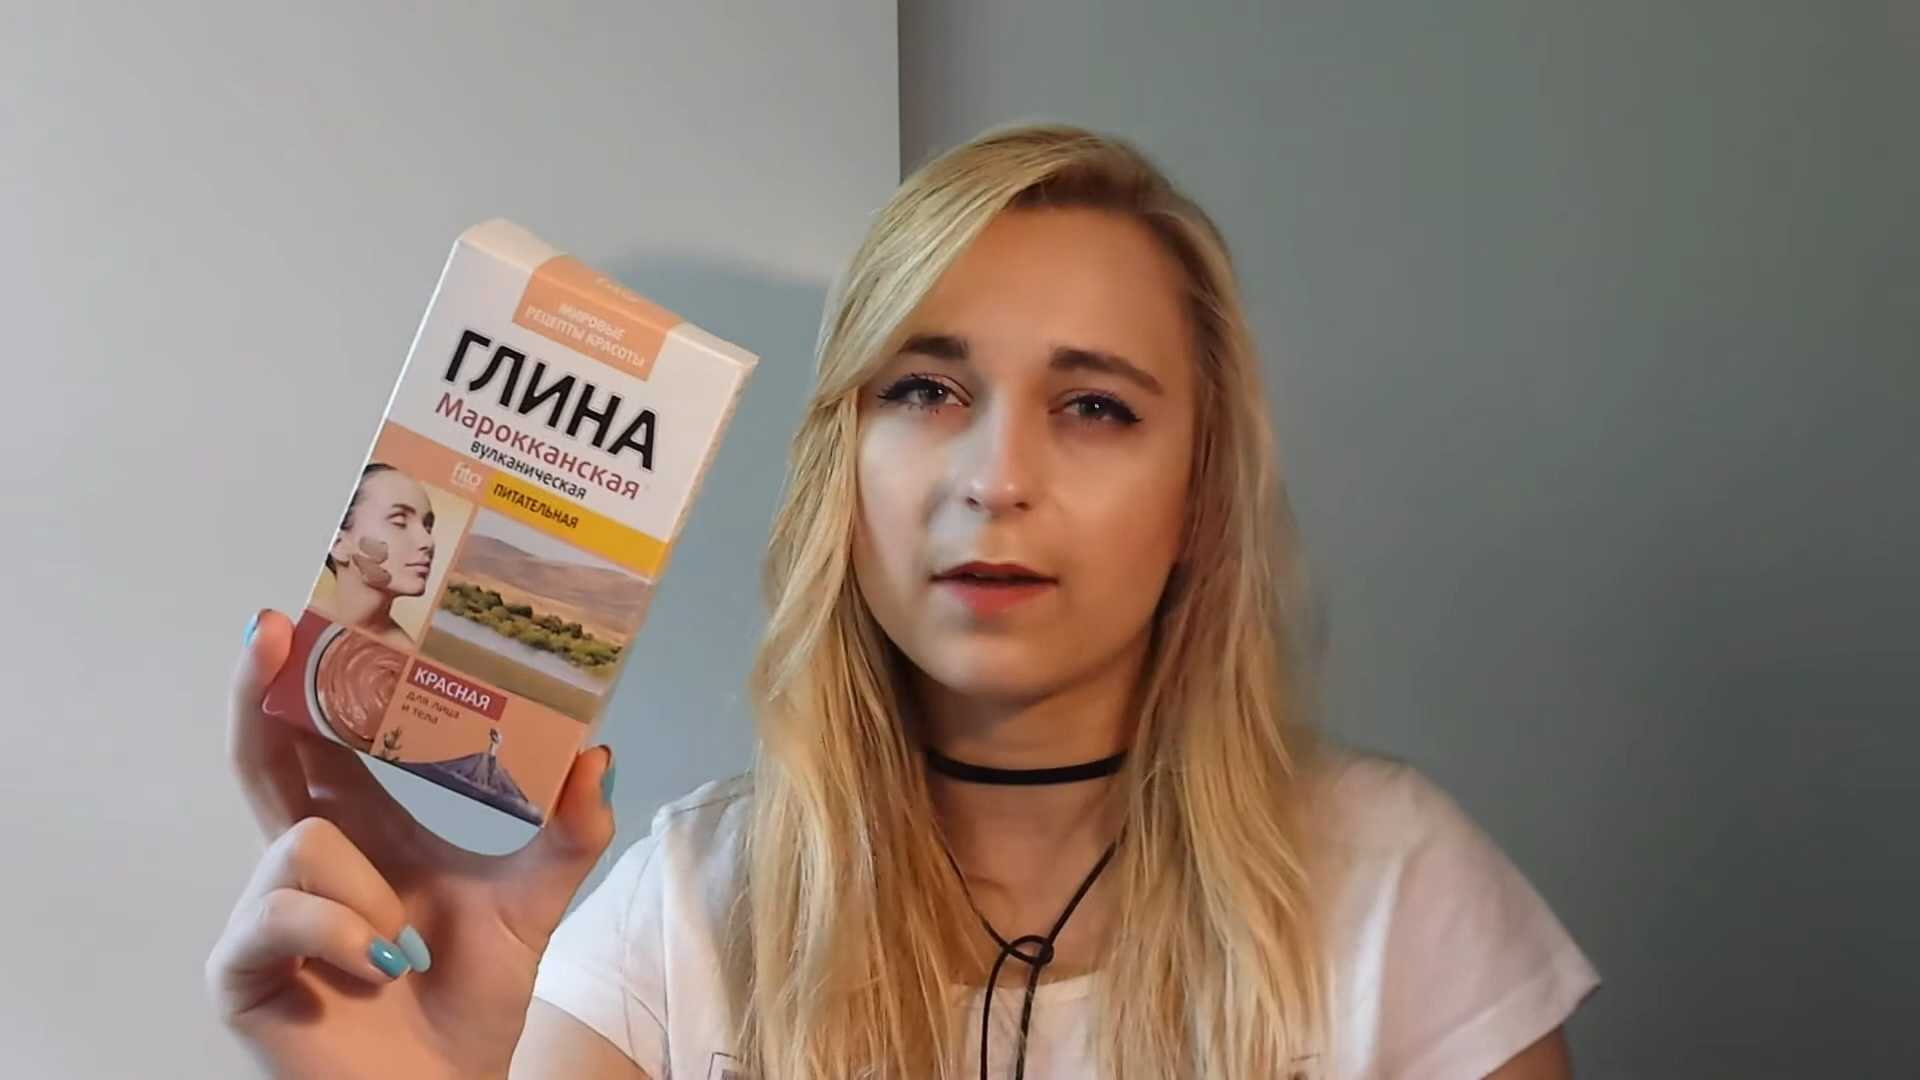 МИРОВЫЕ
РЕЦЕПТЫ КРАСОТЫ
ГЛИНА
Марокканская
вулканическая
fito
ПИТАТЕЛЬНАЯ
КРАСНАЯ
для лица
и тела